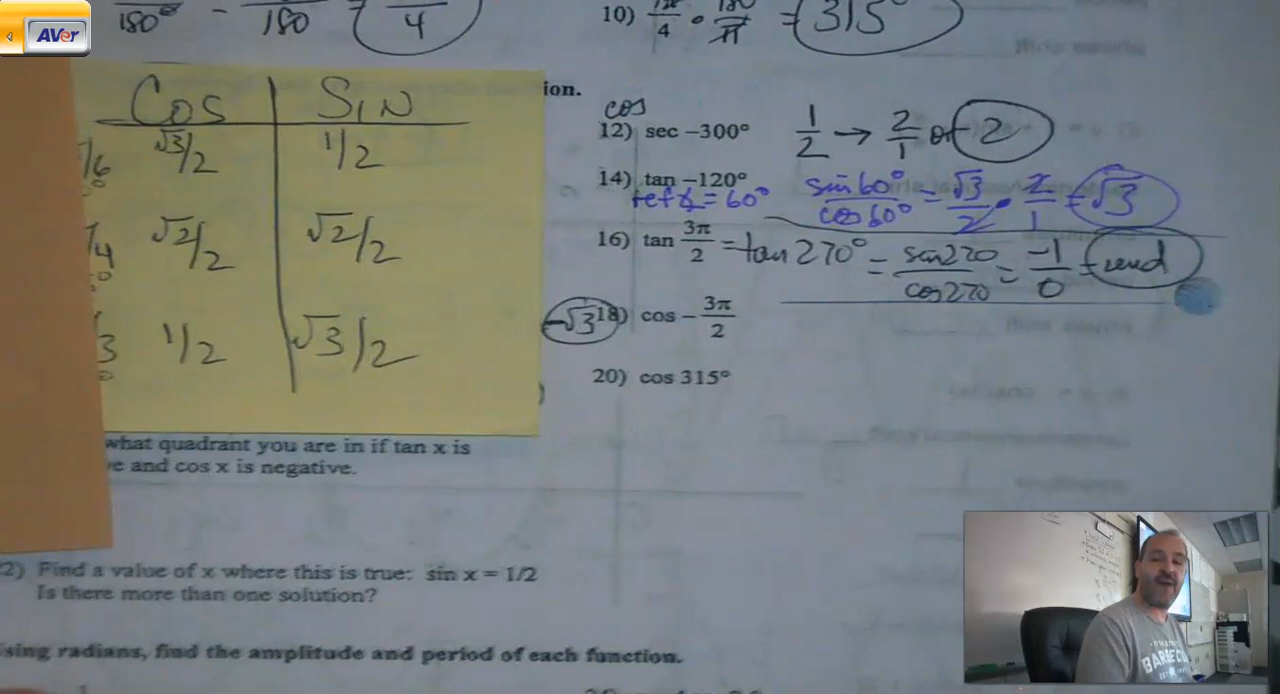 180° - 180 = 4
10) 4 • 180/π = 315°
AVer
Cos | Sin
ion.
cos
√3/2 1/2
12) sec −300° 1/2 → 2/1 or 2
14) tan −120° sin 60°/cos 60° = √3/2 • 2/1 = √3
ref ∡ = 60°
√2/2 √2/2
16) tan 3π/2 = tan 270° = sin 270/cos 270 = -1/0 = und
-√3
18) cos − 3π/2
1/2 √3/2
20) cos 315°
what quadrant you are in if tan x is
e and cos x is negative.
2) Find a value of x where this is true: sin x = 1/2
Is there more than one solution?
sing radians, find the amplitude and period of each function.
BARBECUE